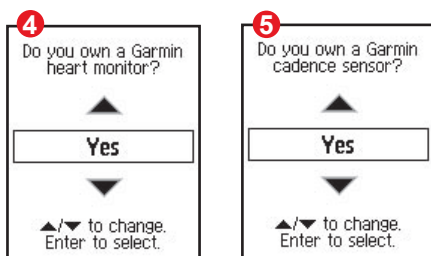 4
Do you own a Garmin
heart monitor?
Yes
▲/▼ to change.
Enter to select.
5
Do you own a Garmin
cadence sensor?
Yes
▲/▼ to change.
Enter to select.